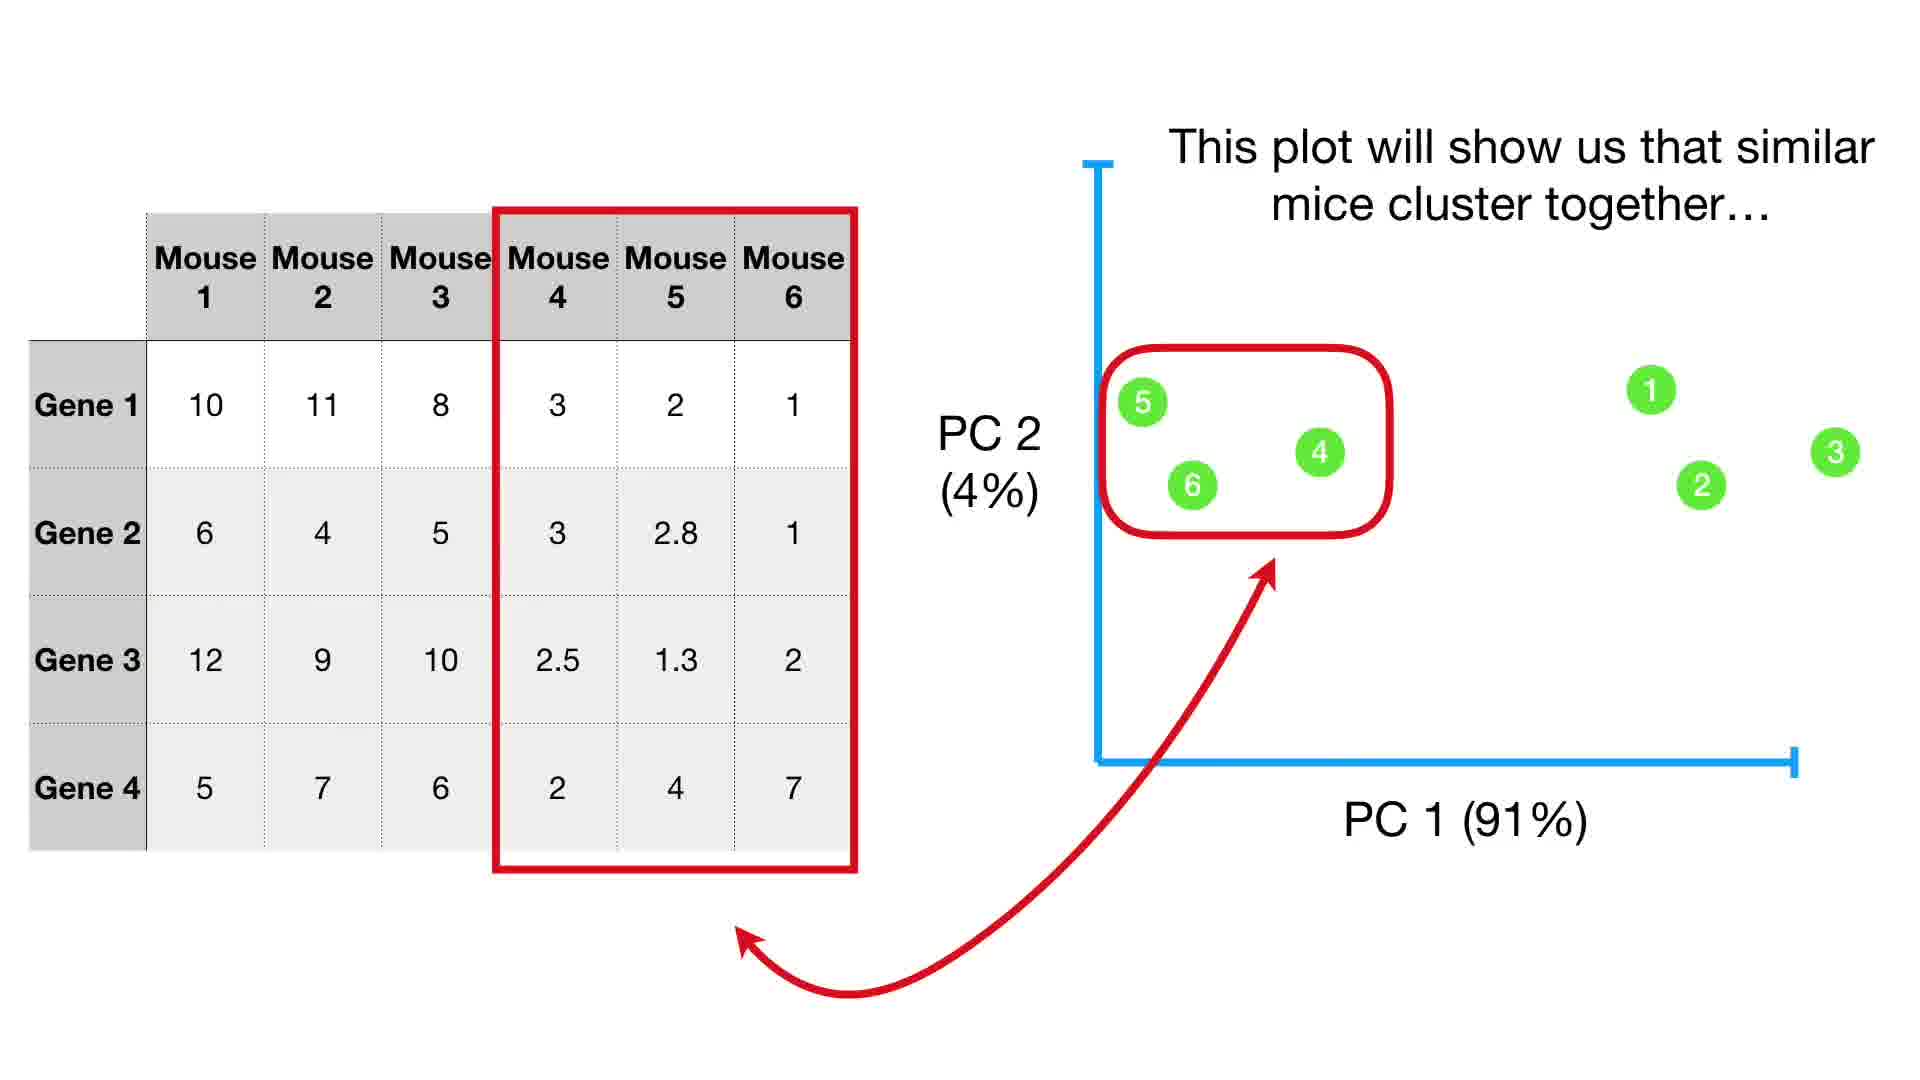 This plot will show us that similar
mice cluster together…
Mouse 1 Mouse 2 Mouse 3 Mouse 4 Mouse 5 Mouse 6
Gene 1 10 11 8 3 2 1
Gene 2 6 4 5 3 2.8 1
Gene 3 12 9 10 2.5 1.3 2
Gene 4 5 7 6 2 4 7
PC 2
(4%)
5
6
4
1
2
3
PC 1 (91%)